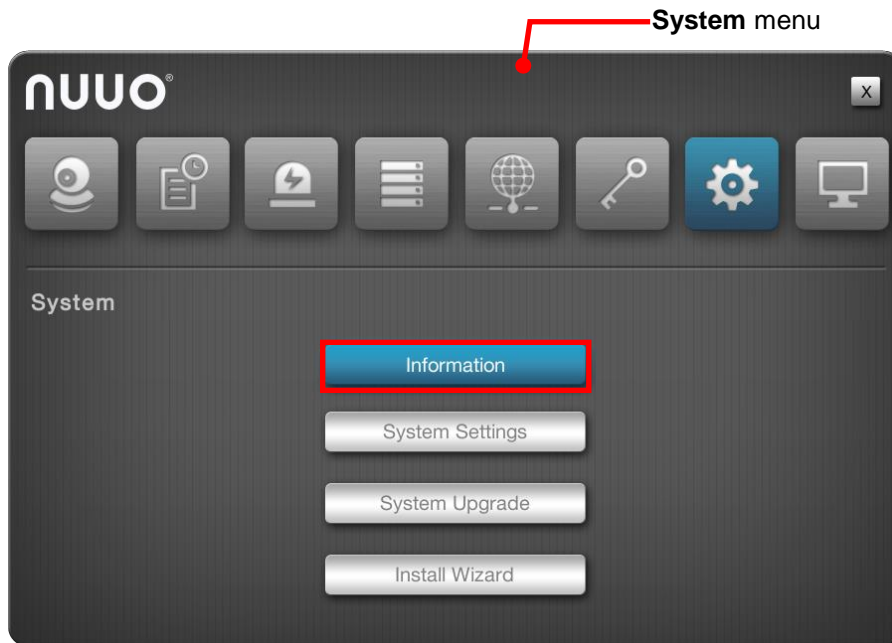 System menu
nuuo®
X
System
Information
System Settings
System Upgrade
Install Wizard